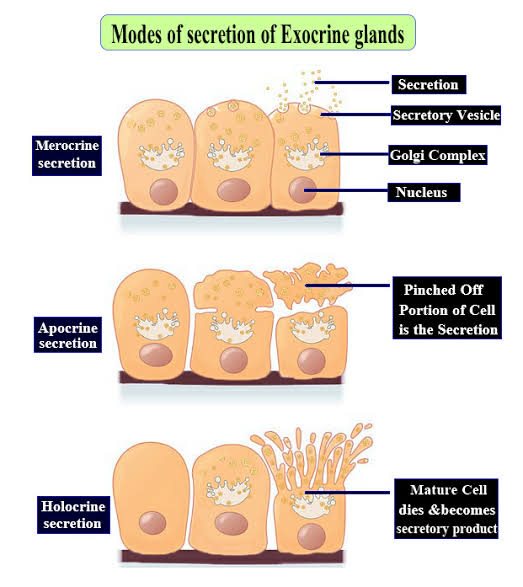 Modes of secretion of Exocrine glands
Secretion
Secretory Vesicle
Merocrine
secretion
Golgi Complex
Nucleus
Pinched Off
Portion of Cell
is the Secretion
Apocrine
secretion
Mature Cell
dies &becomes
secretory product
Holocrine
secretion